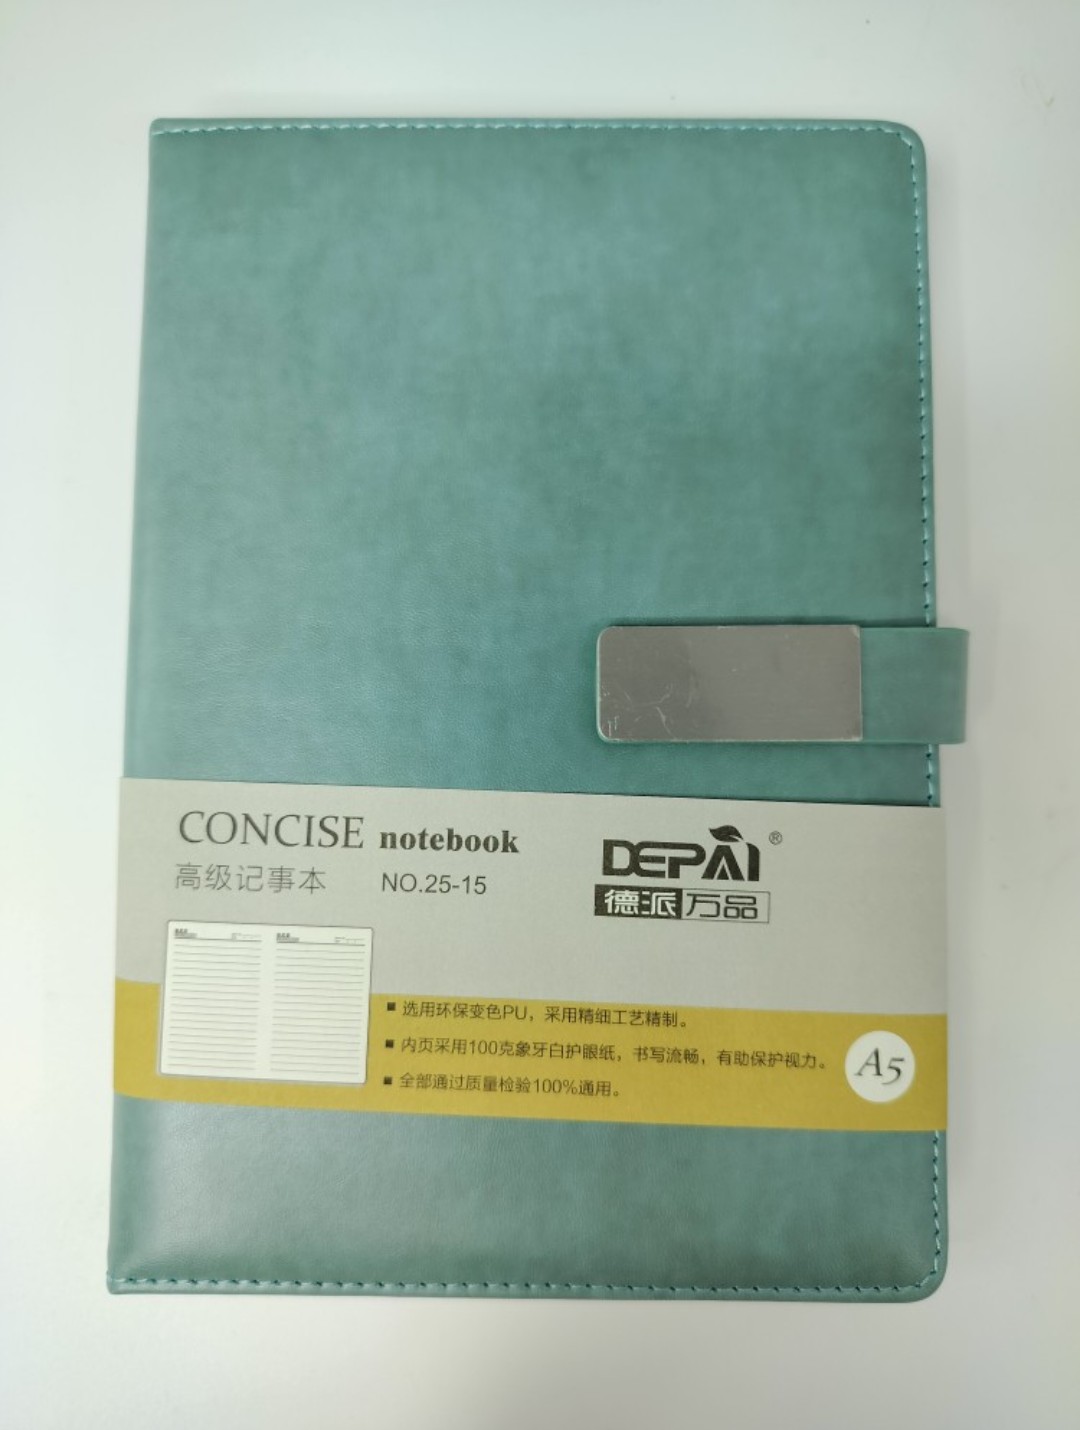 CONCISE notebook
高级记事本 NO.25-15
DEPAI®
德派万品
■ 选用环保变色PU，采用精细工艺精制。
■ 内页采用100克象牙白护眼纸，书写流畅，有助保护视力。
■ 全部通过质量检验100%通用。
A5